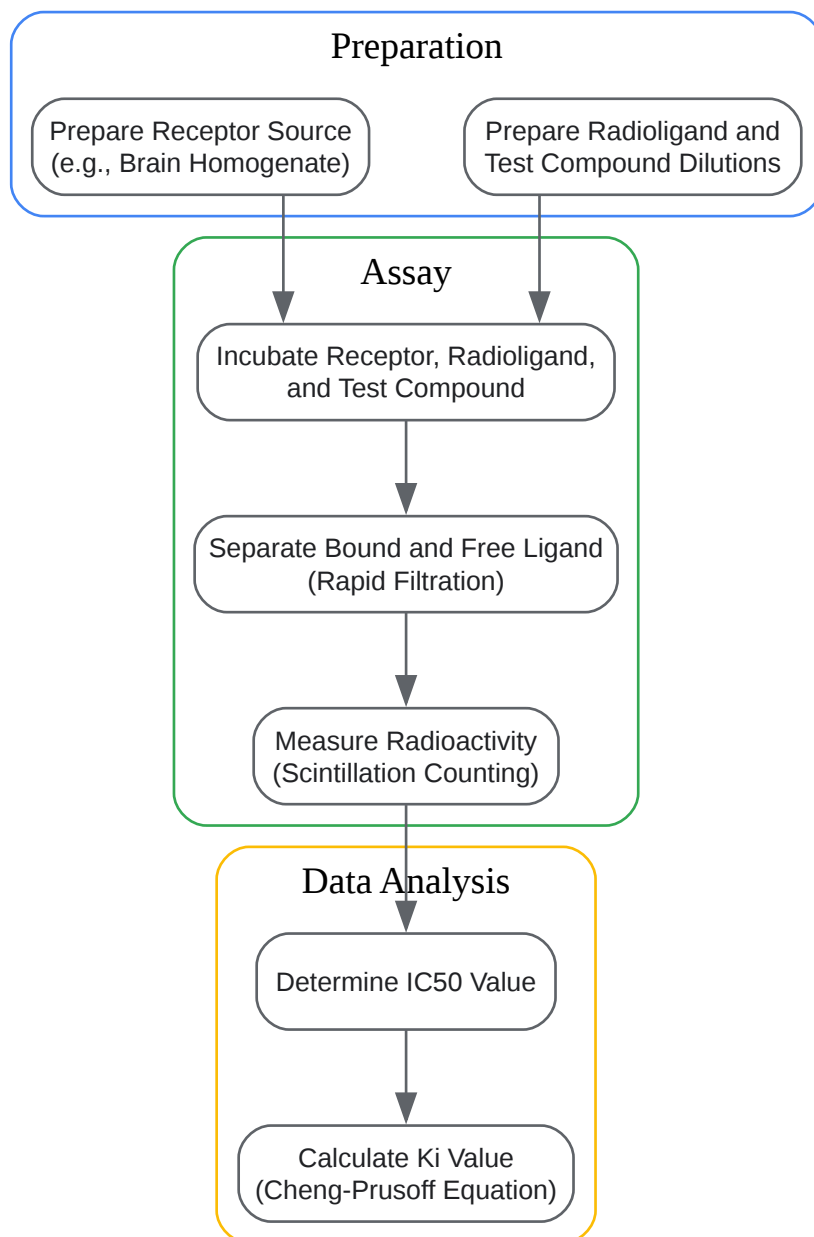 Preparation
Prepare Receptor Source
(e.g., Brain Homogenate)
Prepare Radioligand and
Test Compound Dilutions
Assay
Incubate Receptor, Radioligand,
and Test Compound
Separate Bound and Free Ligand
(Rapid Filtration)
Measure Radioactivity
(Scintillation Counting)
Data Analysis
Determine IC50 Value
Calculate Ki Value
(Cheng-Prusoff Equation)